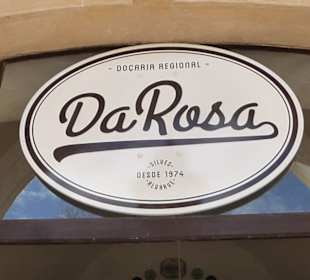 - DOÇARIA REGIONAL -
DaRosa
SILVES
DESDE 1974
ALGARVE